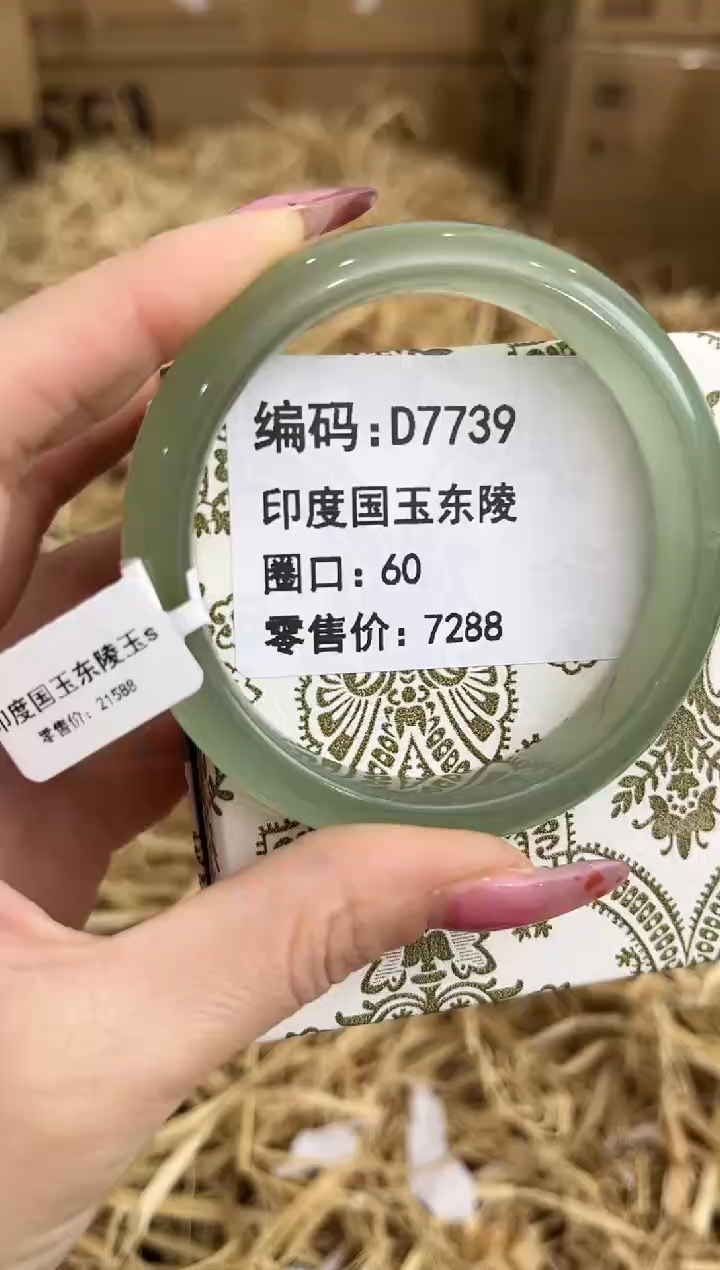 编码:D7739
印度国玉东陵
圈口: 60
零售价: 7288
印度国玉东陵玉s
零售价: 21588